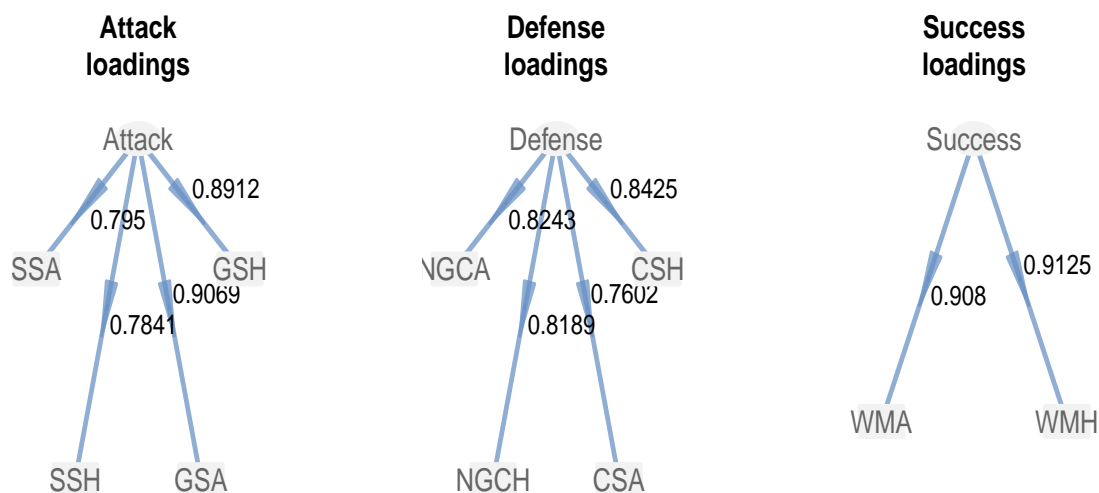 Attack
loadings
Attack
0.8912
0.795
SSA
GSH
0.9069
0.7841
SSH
GSA
Defense
loadings
Defense
0.8425
0.8243
NGCA
CSH
0.7602
0.8189
NGCH
CSA
Success
loadings
Success
0.9125
0.908
WMA
WMH